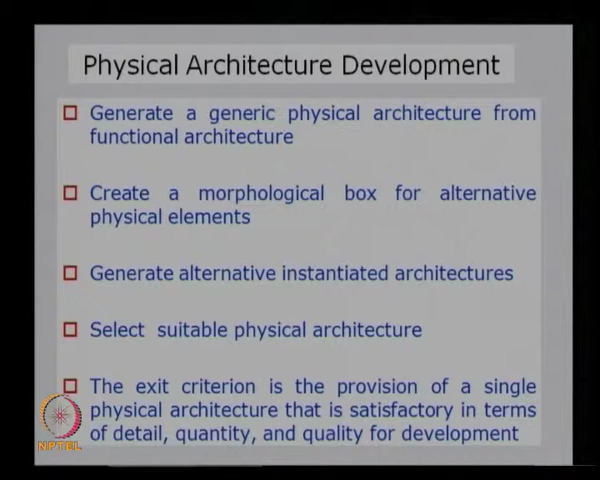 Physical Architecture Development
Generate a generic physical architecture from
functional architecture
Create a morphological box for alternative
physical elements
Generate alternative instantiated architectures
Select suitable physical architecture
The exit criterion is the provision of a single
physical architecture that is satisfactory in terms
of detail, quantity, and quality for development
NPTEL